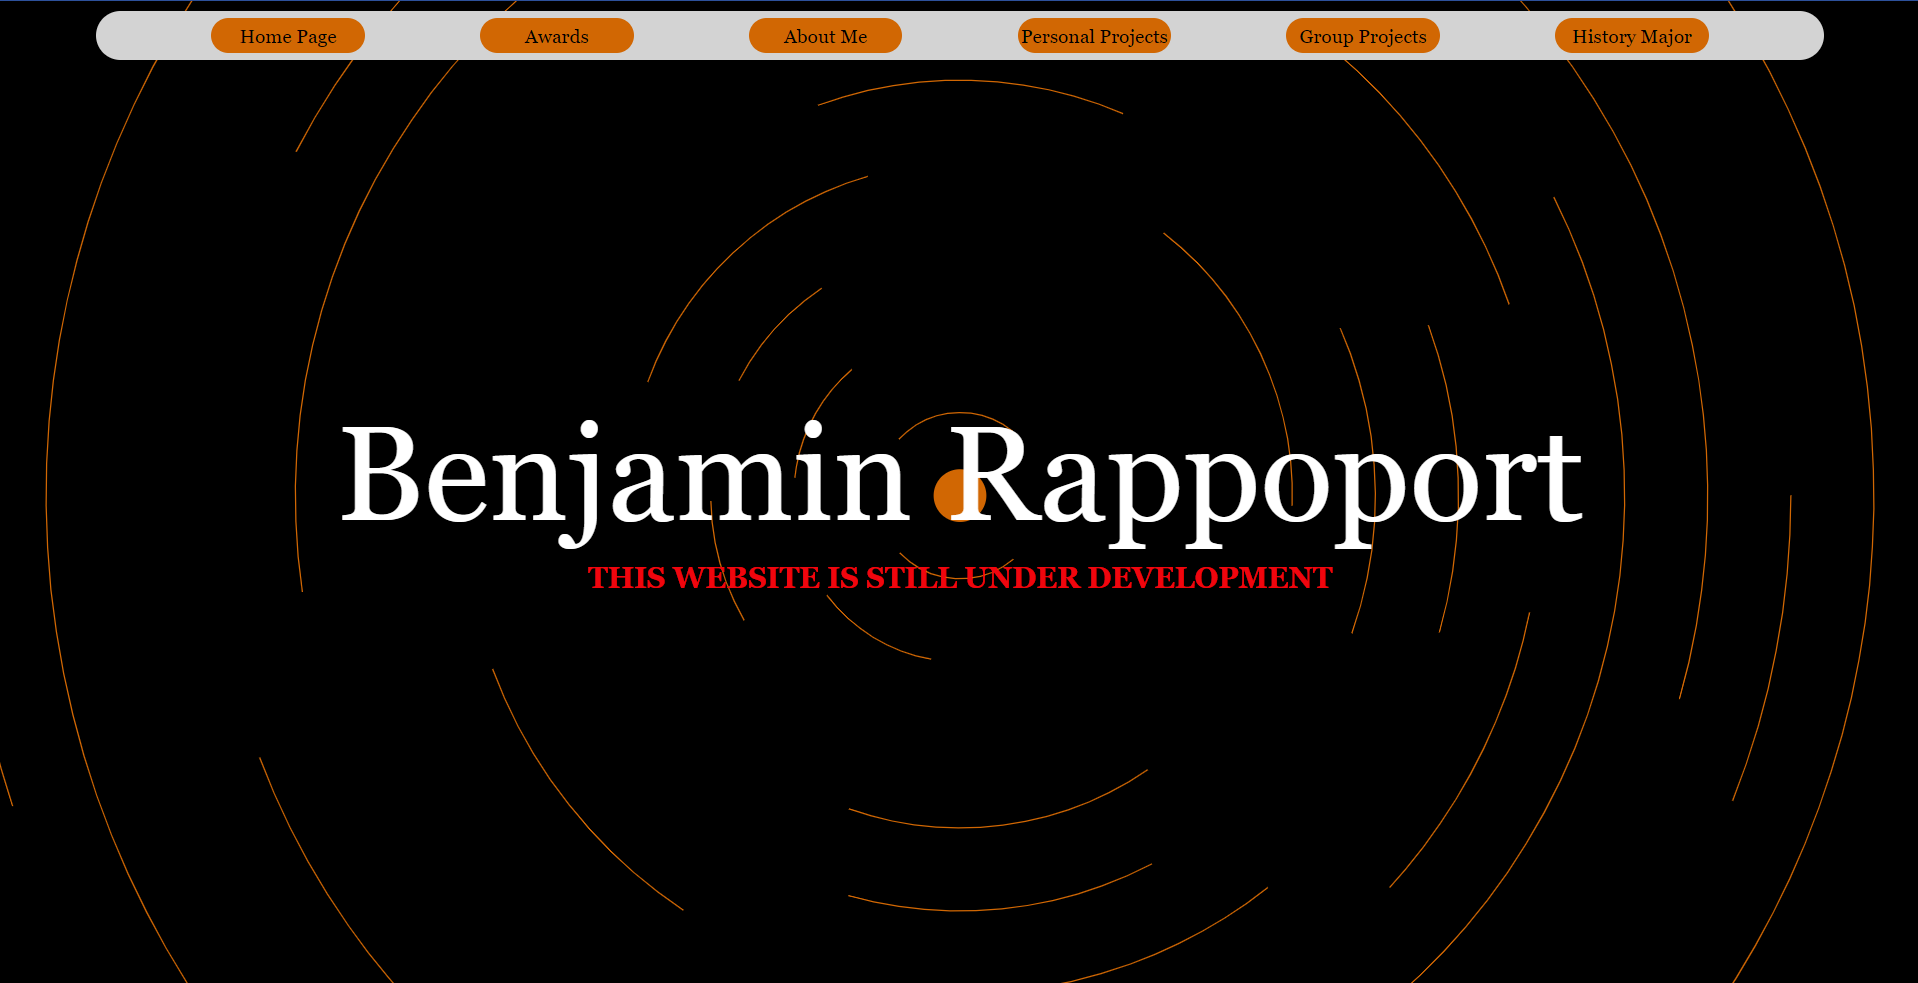 Home Page Awards About Me Personal Projects Group Projects History Major
Benjamin Rappoport
THIS WEBSITE IS STILL UNDER DEVELOPMENT